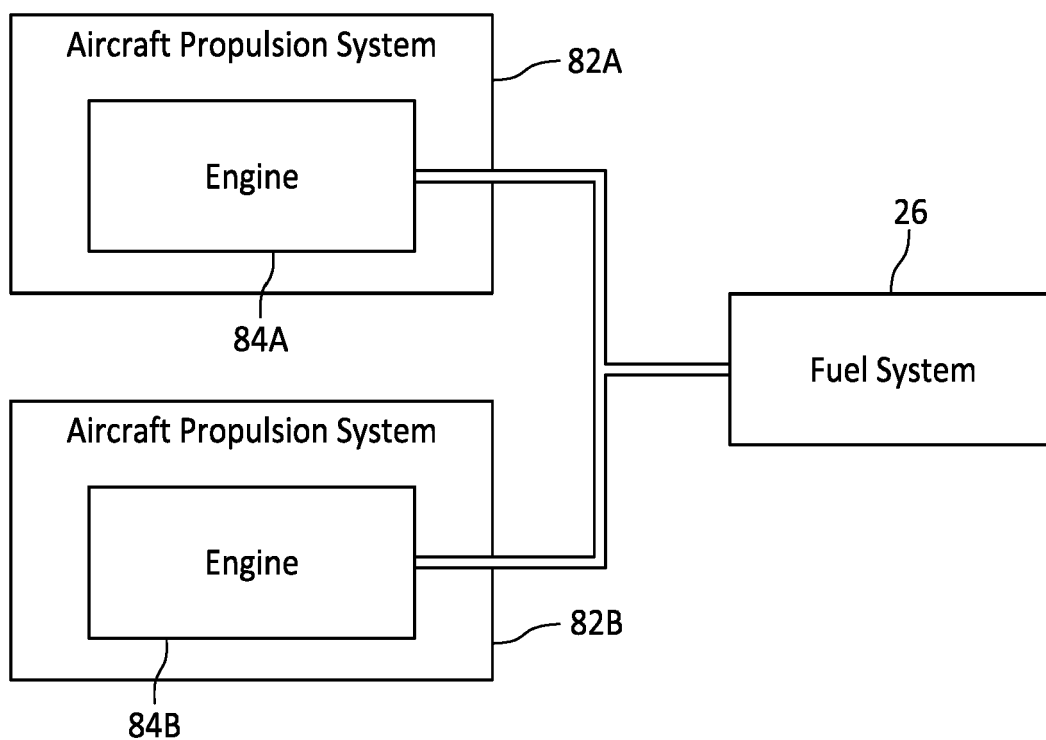 Aircraft Propulsion System
82A
Engine
84A
26
Fuel System
Aircraft Propulsion System
Engine
82B
84B